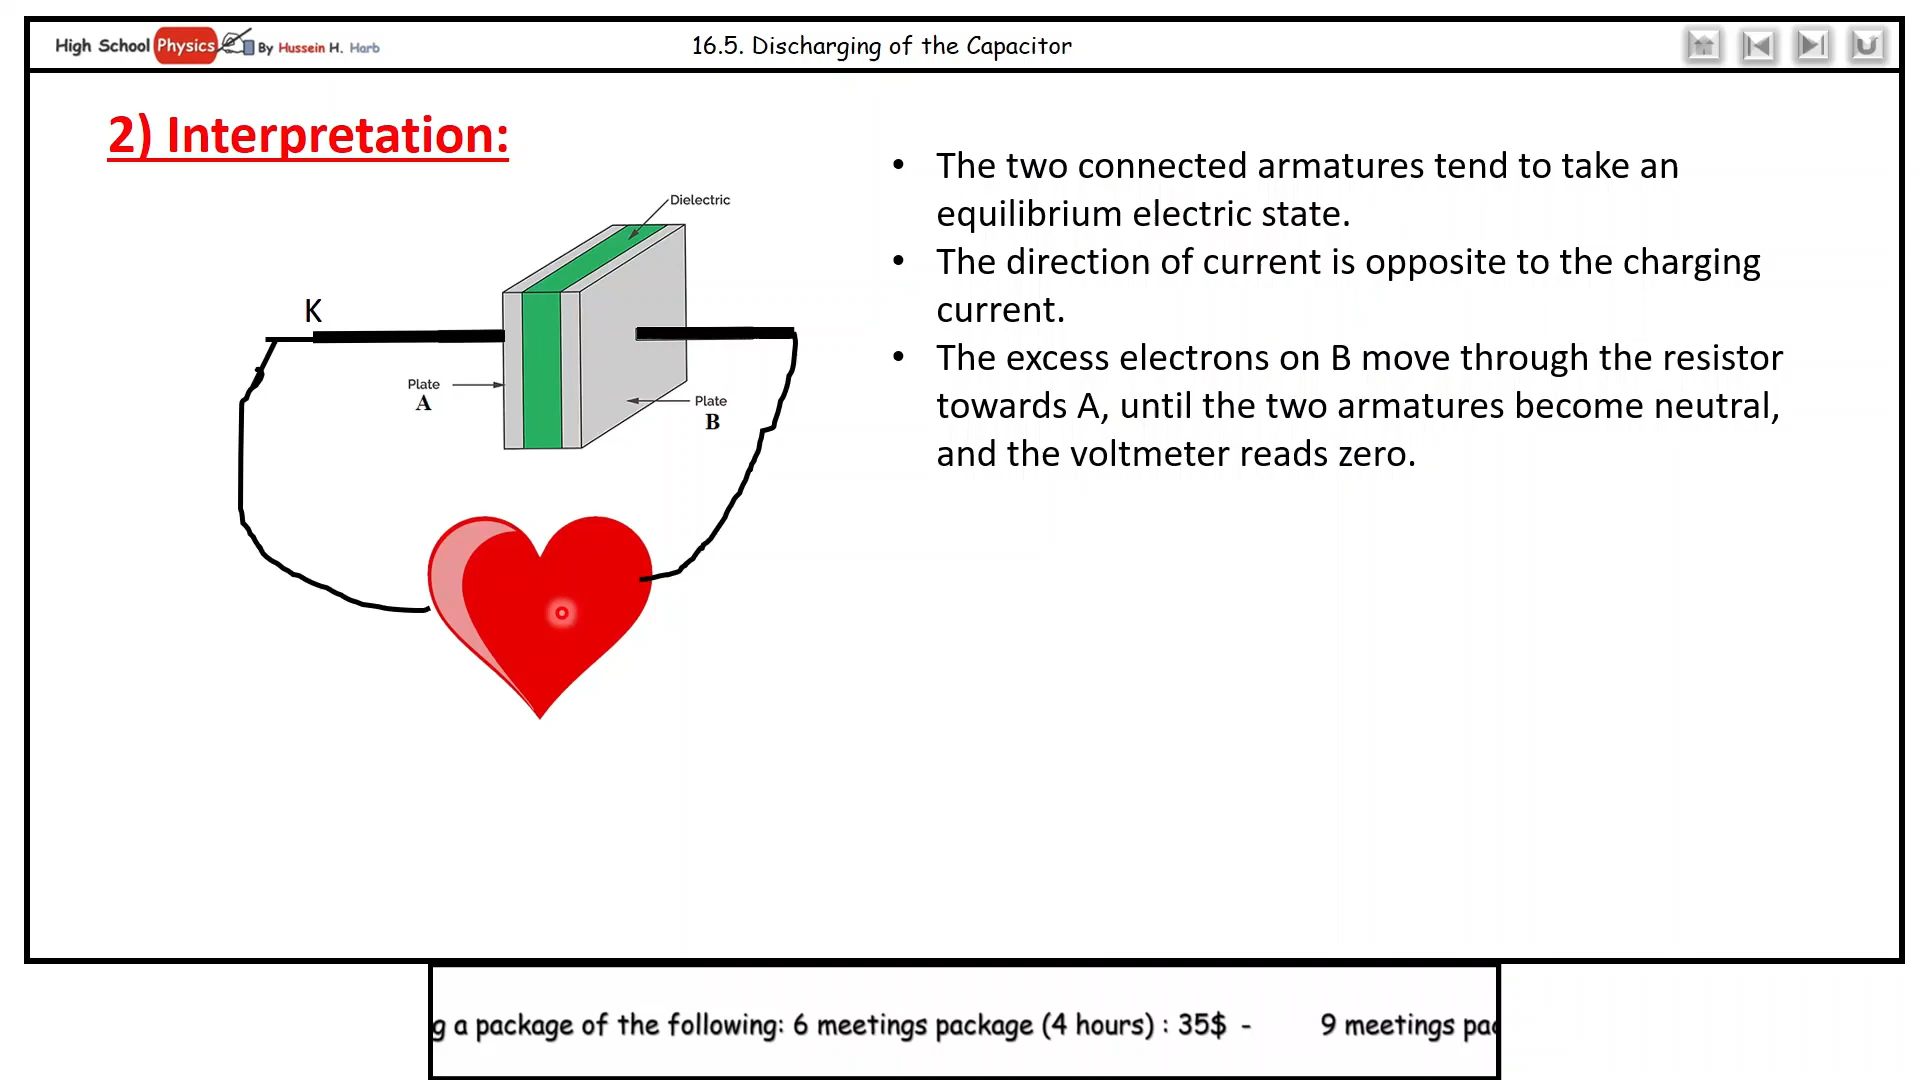 High School Physics By Hussein H. Harb
16.5. Discharging of the Capacitor
2) Interpretation:
Dielectric
K
Plate
A
Plate
B
• The two connected armatures tend to take an
equilibrium electric state.
• The direction of current is opposite to the charging
current.
• The excess electrons on B move through the resistor
towards A, until the two armatures become neutral,
and the voltmeter reads zero.
g a package of the following: 6 meetings package (4 hours) : 35$ - 9 meetings pac